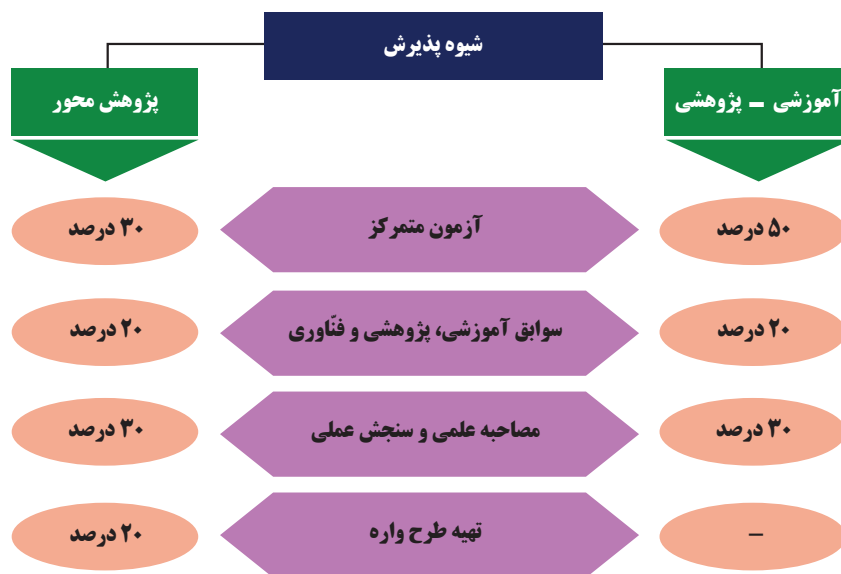 شیوه پذیرش
آموزشی - پژوهشی
پژوهش محور
۵۰ درصد
آزمون متمرکز
۳۰ درصد
۲۰ درصد
سوابق آموزشی، پژوهشی و فنّاوری
۲۰ درصد
۳۰ درصد
مصاحبه علمی و سنجش عملی
۳۰ درصد
-
تهیه طرح واره
۲۰ درصد